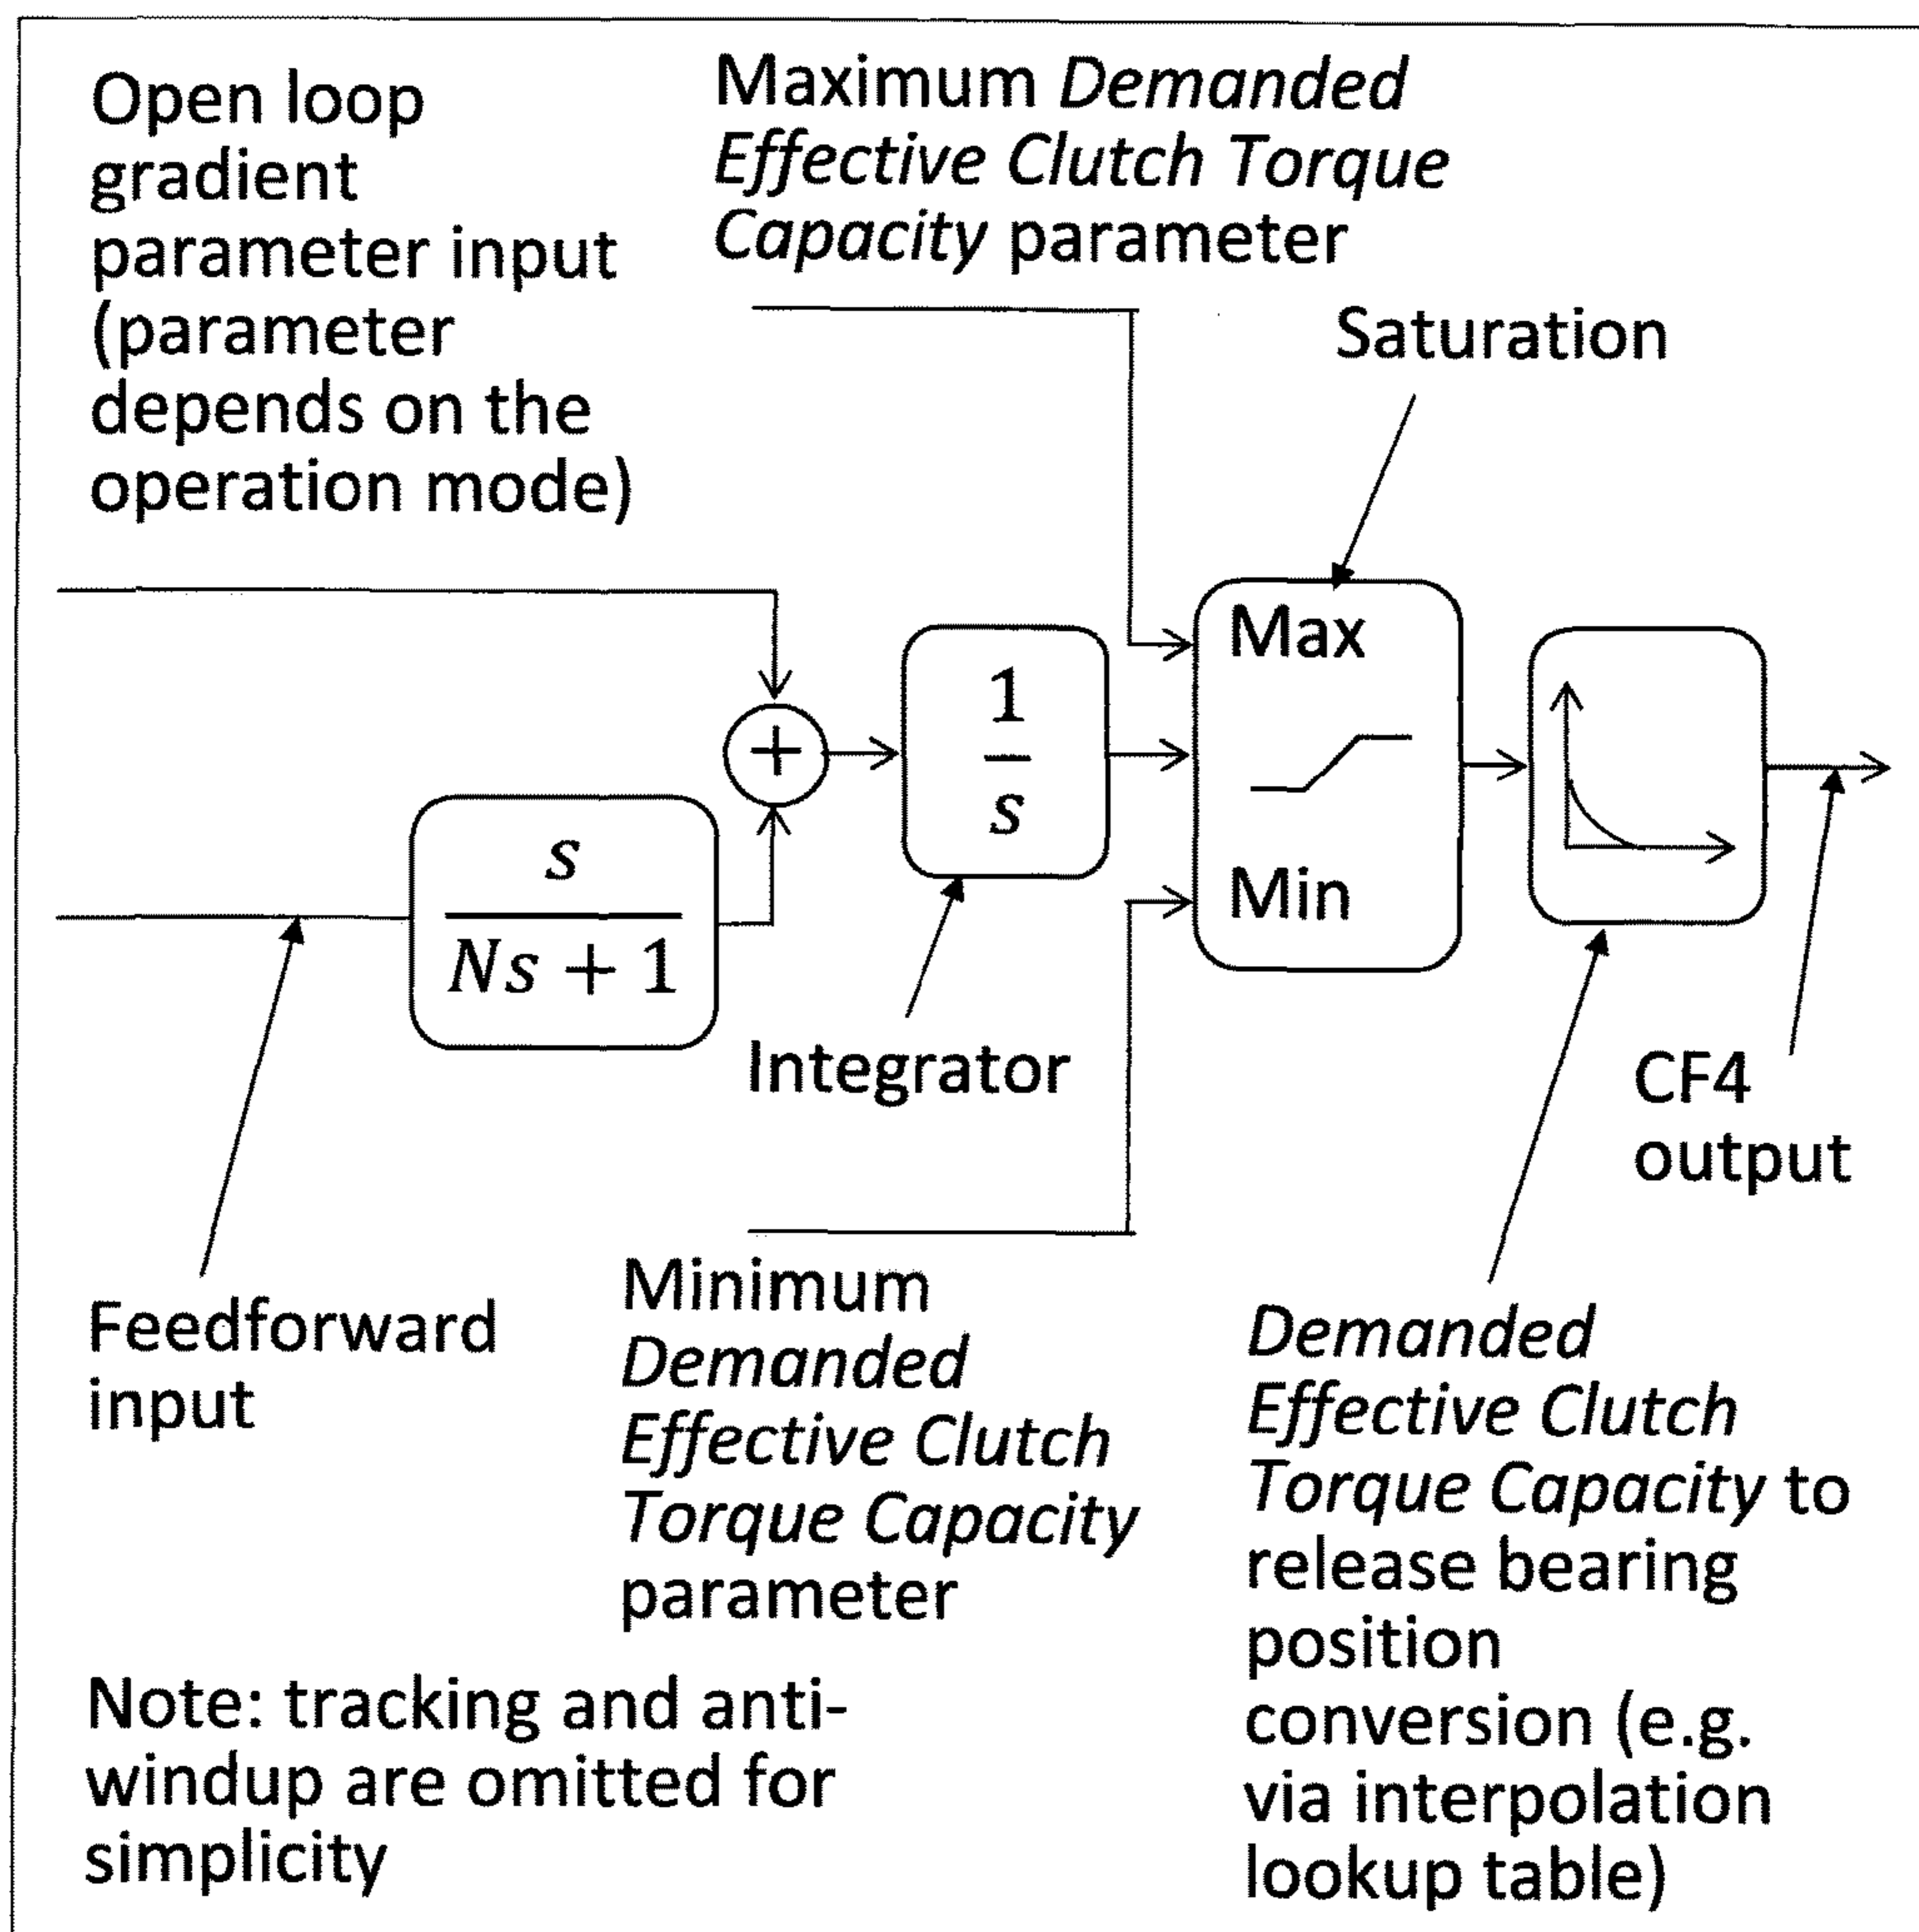 Open loop
gradient
parameter input
(parameter
depends on the
operation mode)
Maximum Demanded
Effective Clutch Torque
Capacity parameter
Saturation
Max
Min
+
1
s
s
Ns + 1
Integrator
CF4
output
Feedforward
input
Minimum
Demanded
Effective Clutch
Torque Capacity
parameter
Demanded
Effective Clutch
Torque Capacity to
release bearing
position
conversion (e.g.
via interpolation
lookup table)
Note: tracking and anti-
windup are omitted for
simplicity